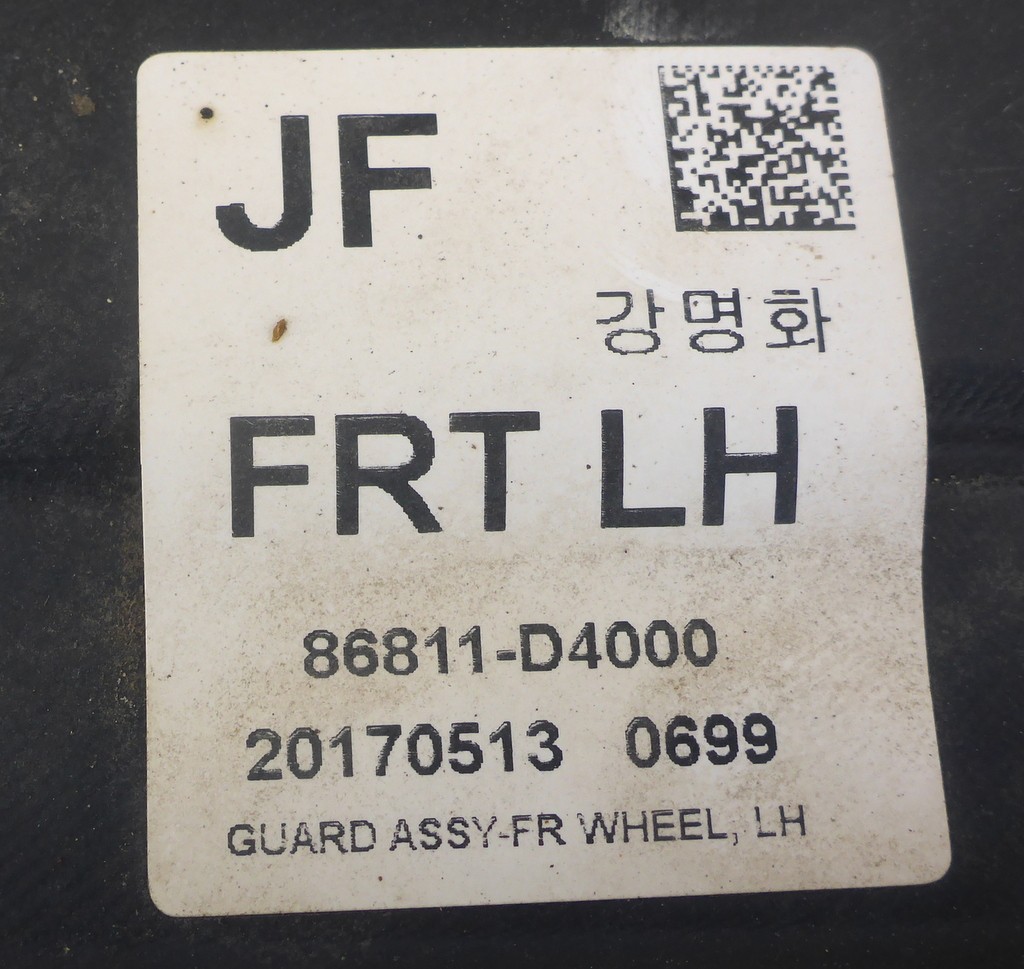 JF
강명화
FRT LH
86811-D4000
20170513 0699
GUARD ASSY-FR WHEEL, LH